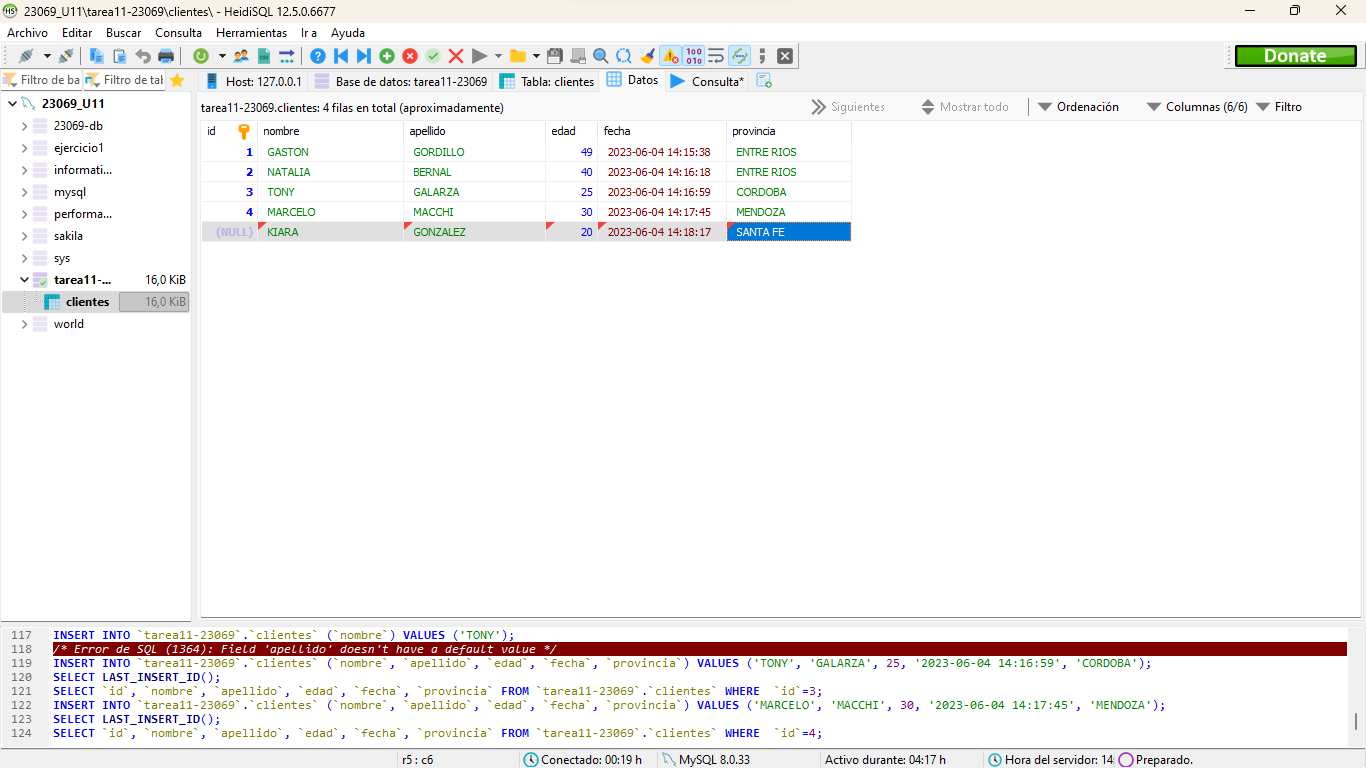 HS 23069_U11\tarea11-23069\clientes\ - HeidiSQL 12.5.0.6677
Archivo Editar Buscar Consulta Herramientas Ir a Ayuda
Donate
Filtro de ba Filtro de tab Host: 127.0.0.1 Base de datos: tarea11-23069 Tabla: clientes Datos Consulta*
23069_U11
23069-db
ejercicio1
informati...
mysql
performa...
sakila
sys
tarea11-... 16,0 KiB
clientes 16,0 KiB
world
tarea11-23069.clientes: 4 filas en total (aproximadamente) Siguientes Mostrar todo Ordenación Columnas (6/6) Filtro
id nombre apellido edad fecha provincia
1 GASTON GORDILLO 49 2023-06-04 14:15:38 ENTRE RIOS
2 NATALIA BERNAL 40 2023-06-04 14:16:18 ENTRE RIOS
3 TONY GALARZA 25 2023-06-04 14:16:59 CORDOBA
4 MARCELO MACCHI 30 2023-06-04 14:17:45 MENDOZA
(NULL) KIARA GONZALEZ 20 2023-06-04 14:18:17 SANTA FE
117 INSERT INTO `tarea11-23069`.`clientes` (`nombre`) VALUES ('TONY');
118 /* Error de SQL (1364): Field 'apellido' doesn't have a default value */
119 INSERT INTO `tarea11-23069`.`clientes` (`nombre`, `apellido`, `edad`, `fecha`, `provincia`) VALUES ('TONY', 'GALARZA', 25, '2023-06-04 14:16:59', 'CORDOBA');
120 SELECT LAST_INSERT_ID();
121 SELECT `id`, `nombre`, `apellido`, `edad`, `fecha`, `provincia` FROM `tarea11-23069`.`clientes` WHERE  `id`=3;
122 INSERT INTO `tarea11-23069`.`clientes` (`nombre`, `apellido`, `edad`, `fecha`, `provincia`) VALUES ('MARCELO', 'MACCHI', 30, '2023-06-04 14:17:45', 'MENDOZA');
123 SELECT LAST_INSERT_ID();
124 SELECT `id`, `nombre`, `apellido`, `edad`, `fecha`, `provincia` FROM `tarea11-23069`.`clientes` WHERE  `id`=4;
r5 : c6 Conectado: 00:19 h MySQL 8.0.33 Activo durante: 04:17 h Hora del servidor: 14 Preparado.